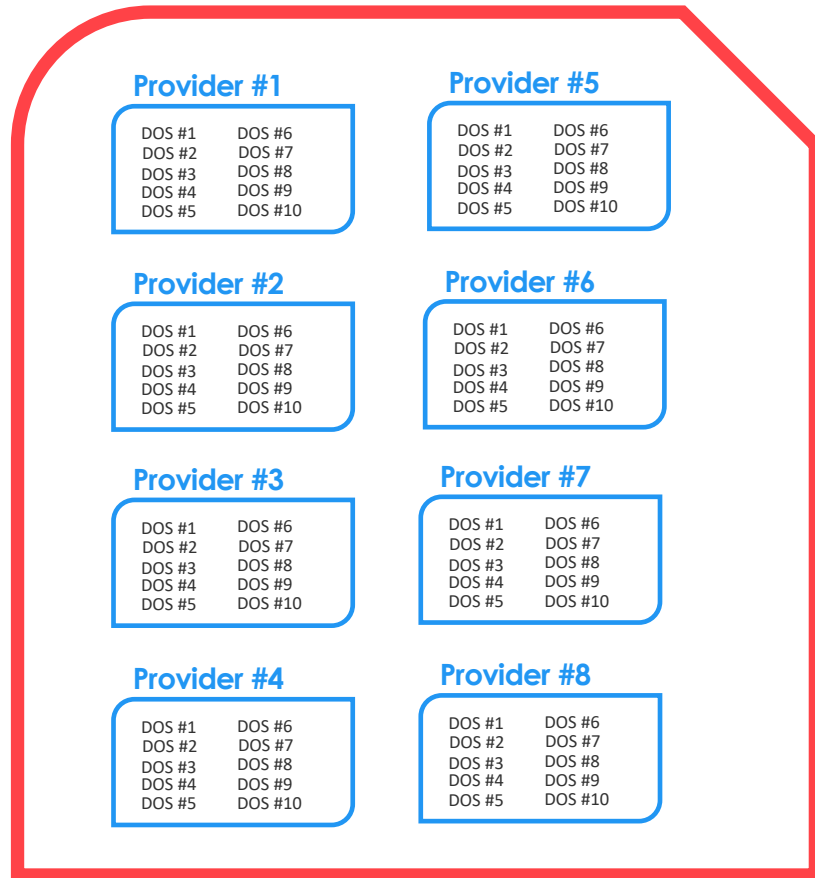 Provider #1
DOS #1 DOS #6
DOS #2 DOS #7
DOS #3 DOS #8
DOS #4 DOS #9
DOS #5 DOS #10
Provider #2
DOS #1 DOS #6
DOS #2 DOS #7
DOS #3 DOS #8
DOS #4 DOS #9
DOS #5 DOS #10
Provider #3
DOS #1 DOS #6
DOS #2 DOS #7
DOS #3 DOS #8
DOS #4 DOS #9
DOS #5 DOS #10
Provider #4
DOS #1 DOS #6
DOS #2 DOS #7
DOS #3 DOS #8
DOS #4 DOS #9
DOS #5 DOS #10
Provider #5
DOS #1 DOS #6
DOS #2 DOS #7
DOS #3 DOS #8
DOS #4 DOS #9
DOS #5 DOS #10
Provider #6
DOS #1 DOS #6
DOS #2 DOS #7
DOS #3 DOS #8
DOS #4 DOS #9
DOS #5 DOS #10
Provider #7
DOS #1 DOS #6
DOS #2 DOS #7
DOS #3 DOS #8
DOS #4 DOS #9
DOS #5 DOS #10
Provider #8
DOS #1 DOS #6
DOS #2 DOS #7
DOS #3 DOS #8
DOS #4 DOS #9
DOS #5 DOS #10